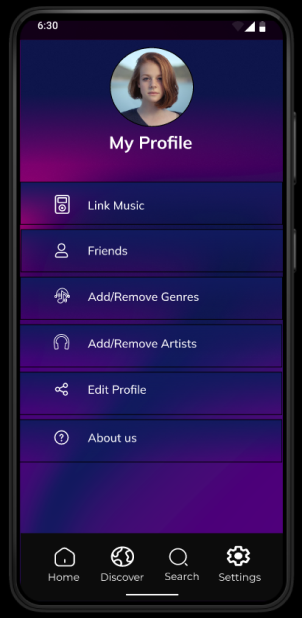 6:30
My Profile
Link Music
Friends
Add/Remove Genres
Add/Remove Artists
Edit Profile
About us
Home Discover Search Settings